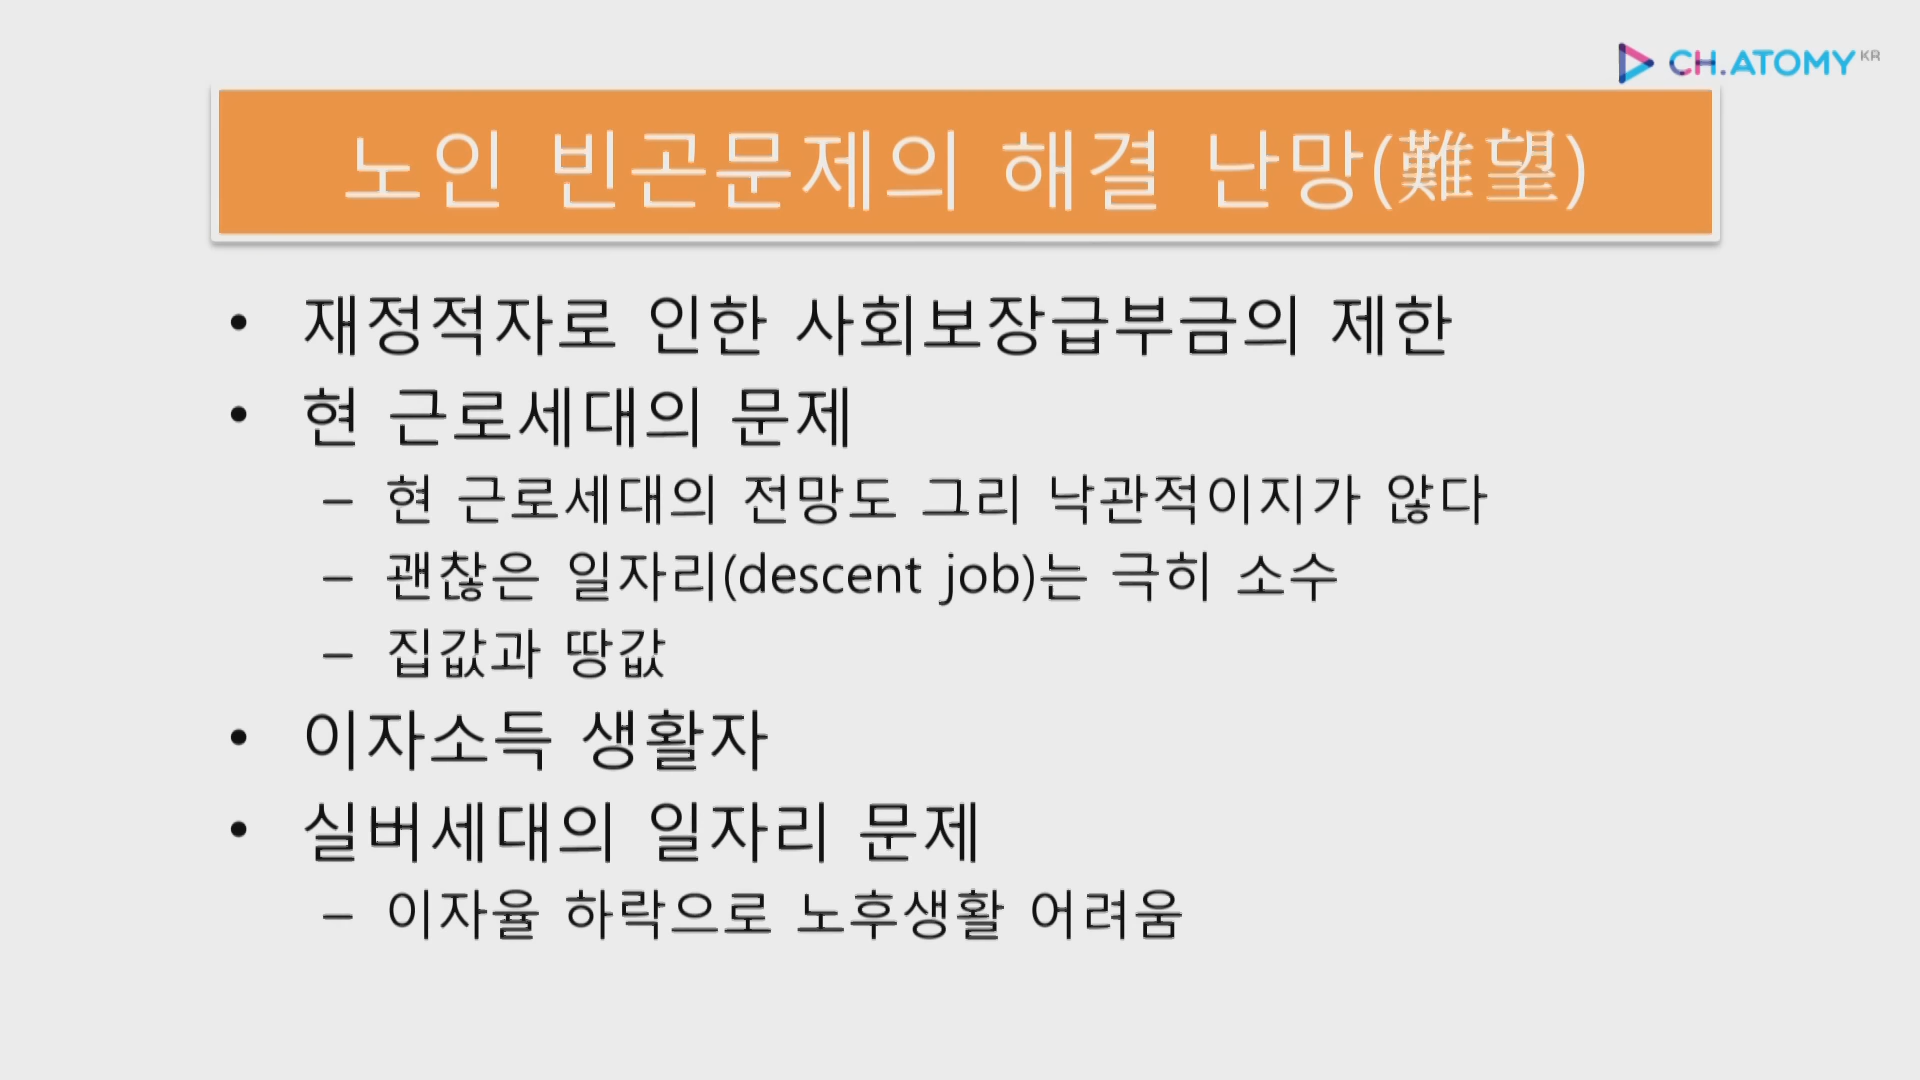 CH.ATOMY KR
노인 빈곤문제의 해결 난망(難望)
• 재정적자로 인한 사회보장급부금의 제한
• 현 근로세대의 문제
– 현 근로세대의 전망도 그리 낙관적이지가 않다
– 괜찮은 일자리(descent job)는 극히 소수
– 집값과 땅값
• 이자소득 생활자
• 실버세대의 일자리 문제
– 이자율 하락으로 노후생활 어려움